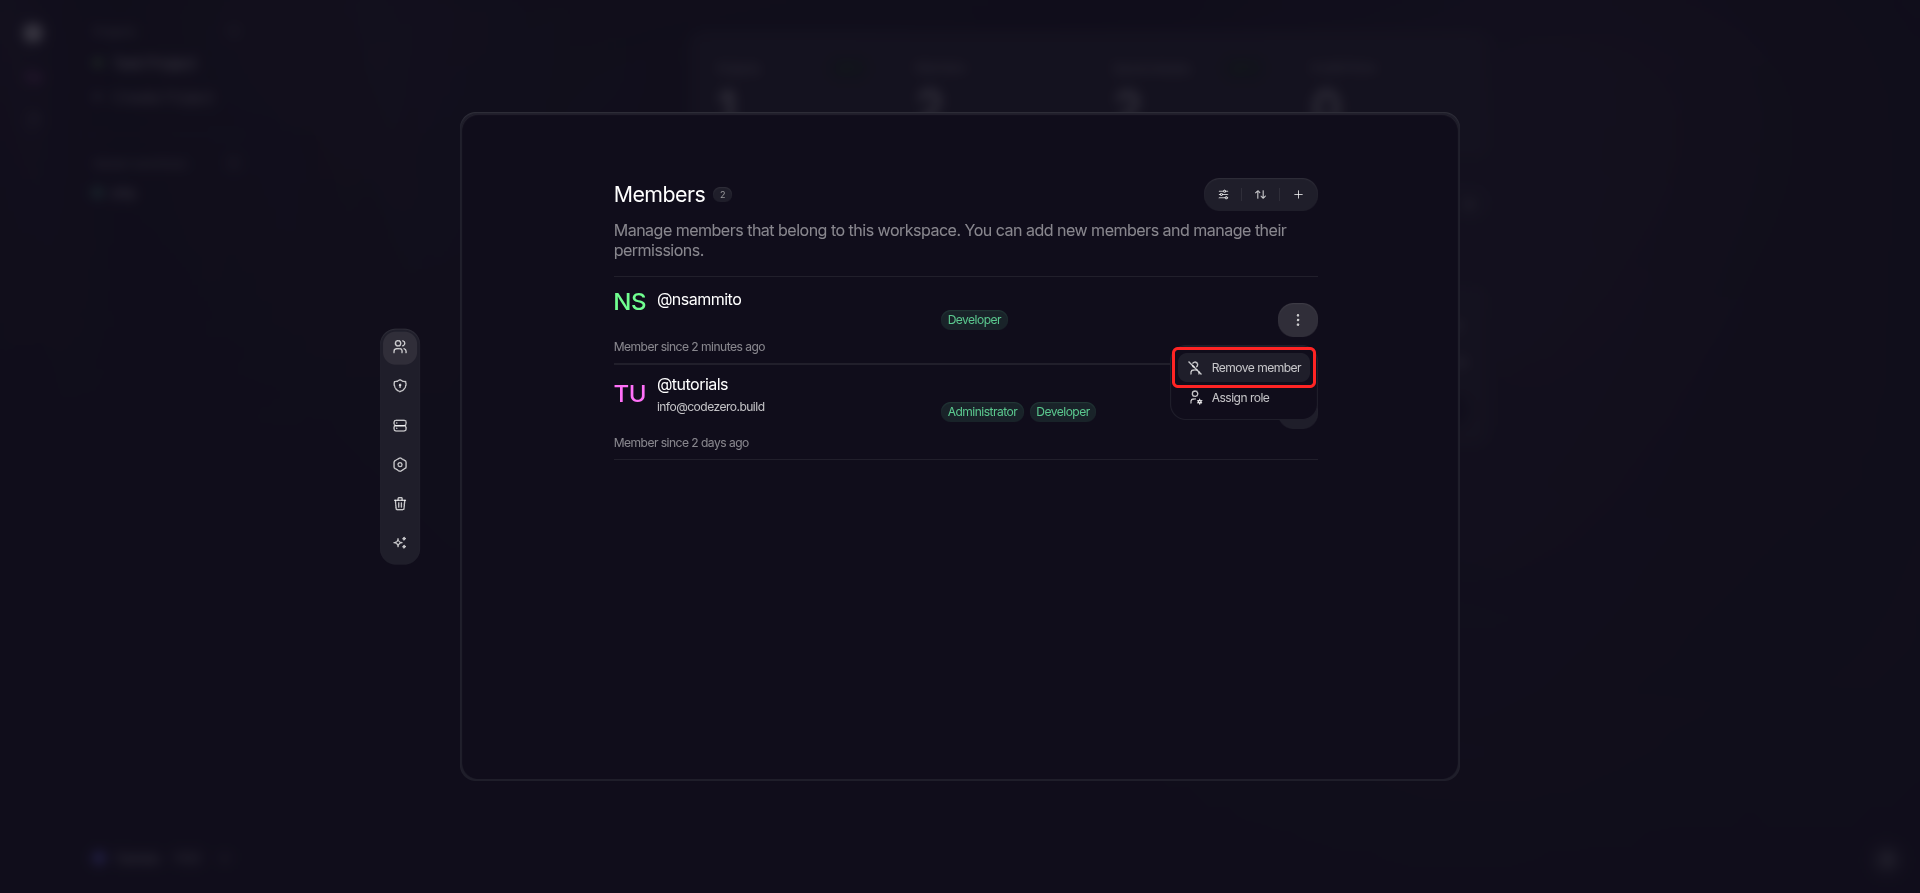 Members 2
Manage members that belong to this workspace. You can add new members and manage their
permissions.
NS @nsammito
Developer
Member since 2 minutes ago
Remove member
Assign role
TU @tutorials
info@codezero.build
Administrator Developer
Member since 2 days ago